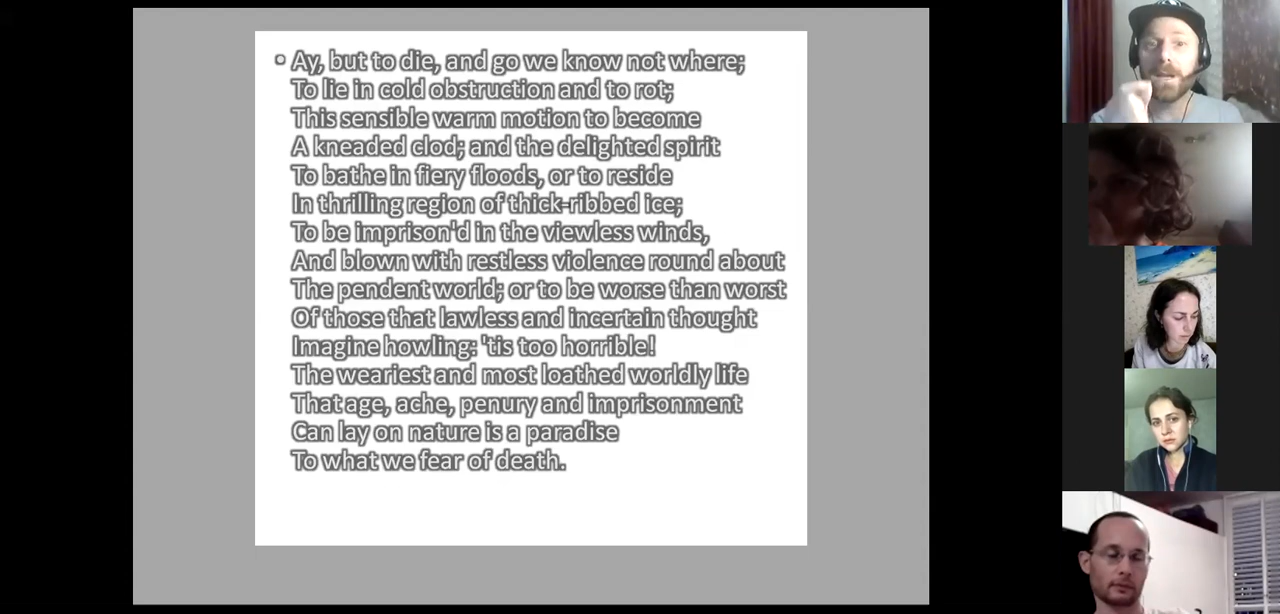 • Ay, but to die, and go we know not where;
To lie in cold obstruction and to rot;
This sensible warm motion to become
A kneaded clod; and the delighted spirit
To bathe in fiery floods, or to reside
In thrilling region of thick-ribbed ice;
To be imprison'd in the viewless winds,
And blown with restless violence round about
The pendent world; or to be worse than worst
Of those that lawless and incertain thought
Imagine howling: 'tis too horrible!
The weariest and most loathed worldly life
That age, ache, penury and imprisonment
Can lay on nature is a paradise
To what we fear of death.